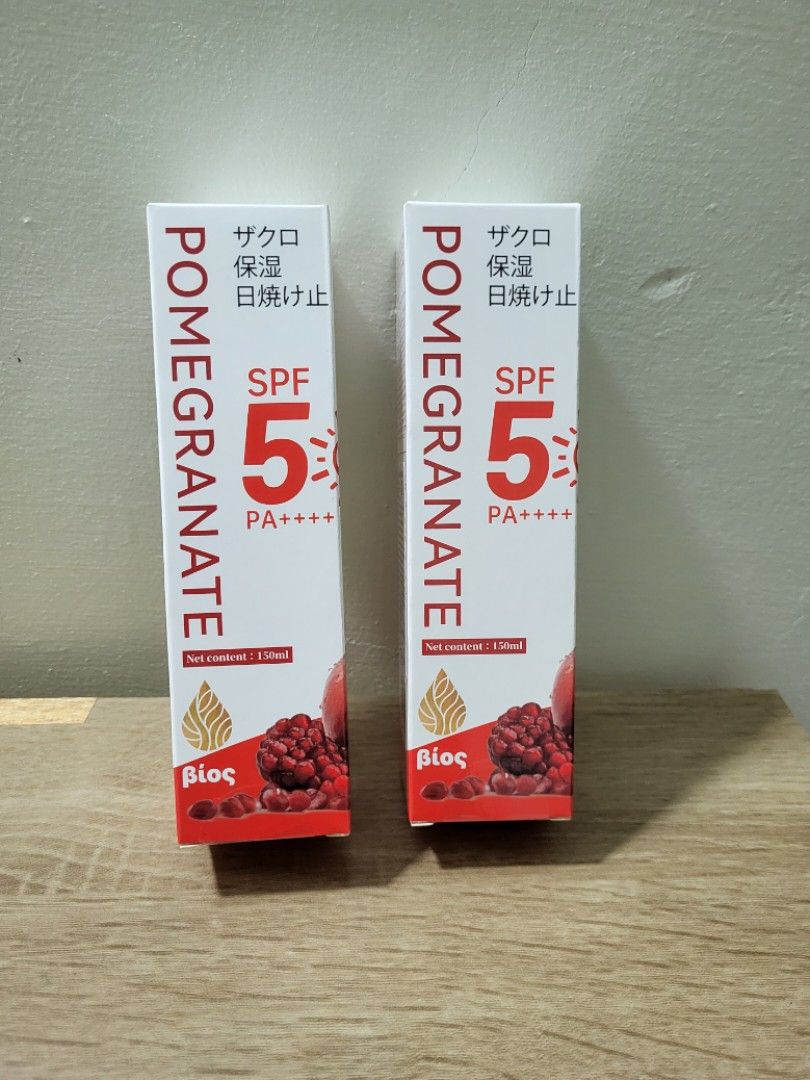 POMEGRANATE
ザクロ
保湿
日焼け止
SPF
5
PA++++
Net content : 150ml
βίος
POMEGRANATE
ザクロ
保湿
日焼け止
SPF
5
PA++++
Net content : 150ml
βίος